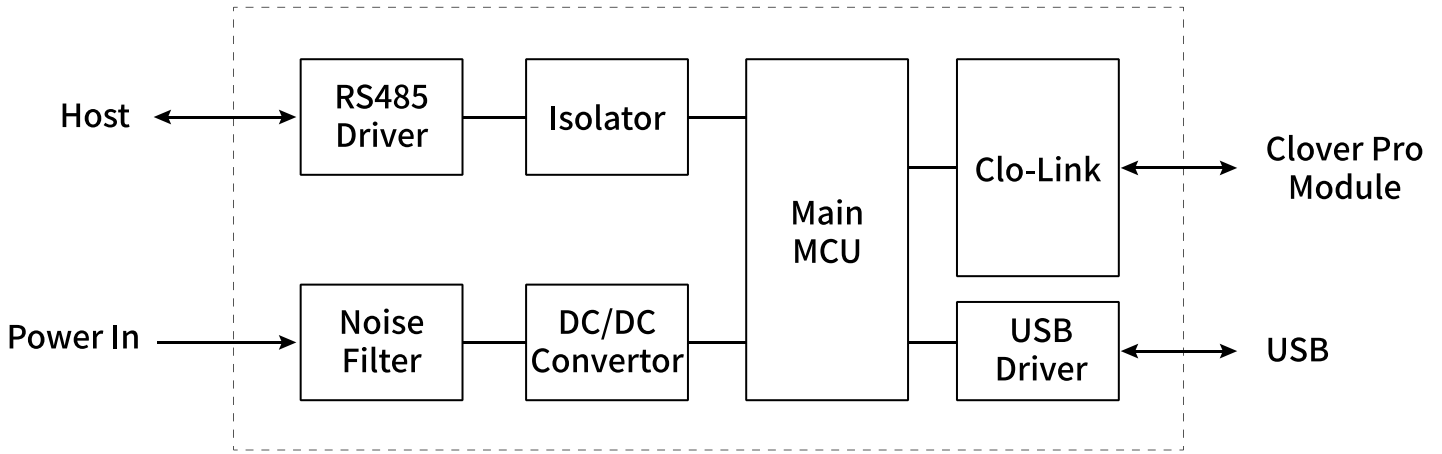 Host
RS485
Driver
Isolator
Main
MCU
Clo-Link
Clover Pro
Module
Power In
Noise
Filter
DC/DC
Convertor
USB
Driver
USB